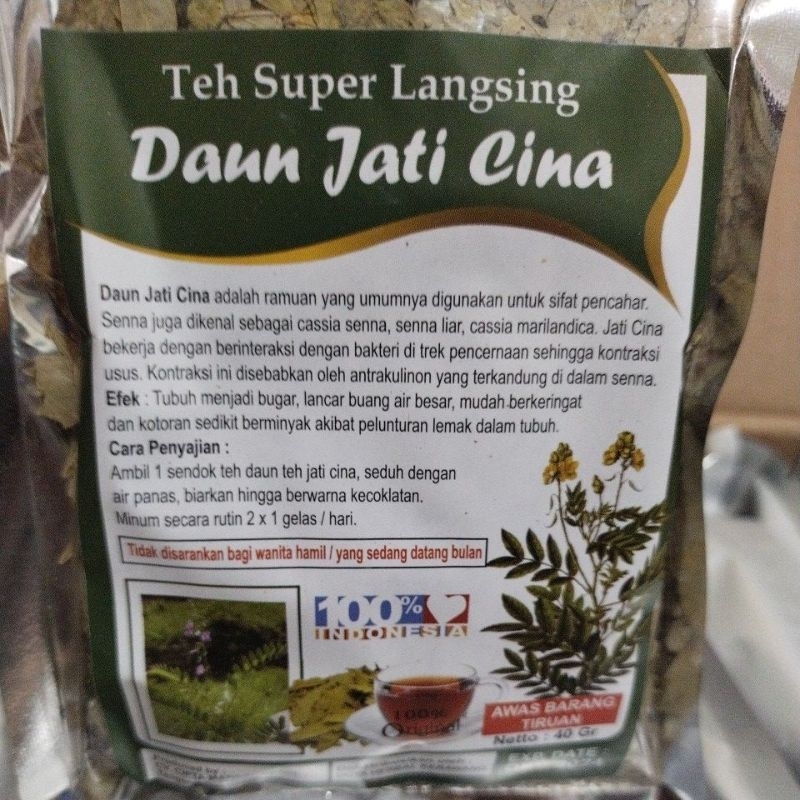 Teh Super Langsing
Daun Jati Cina
Daun Jati Cina adalah ramuan yang umumnya digunakan untuk sifat pencahar.
Senna juga dikenal sebagai cassia senna, senna liar, cassia marilandica. Jati Cina
bekerja dengan berinteraksi dengan bakteri di trek pencernaan sehingga kontraksi
usus. Kontraksi ini disebabkan oleh antrakulinon yang terkandung di dalam senna.
Efek : Tubuh menjadi bugar, lancar buang air besar, mudah berkeringat
dan kotoran sedikit berminyak akibat pelunturan lemak dalam tubuh.
Cara Penyajian :
Ambil 1 sendok teh daun teh jati cina, seduh dengan
air panas, biarkan hingga berwarna kecoklatan.
Minum secara rutin 2 x 1 gelas / hari.
Tidak disarankan bagi wanita hamil / yang sedang datang bulan
100%
INDONESIA
100%
Original
AWAS BARANG
TIRUAN
Netto : 40 Gr
EXP. DATE